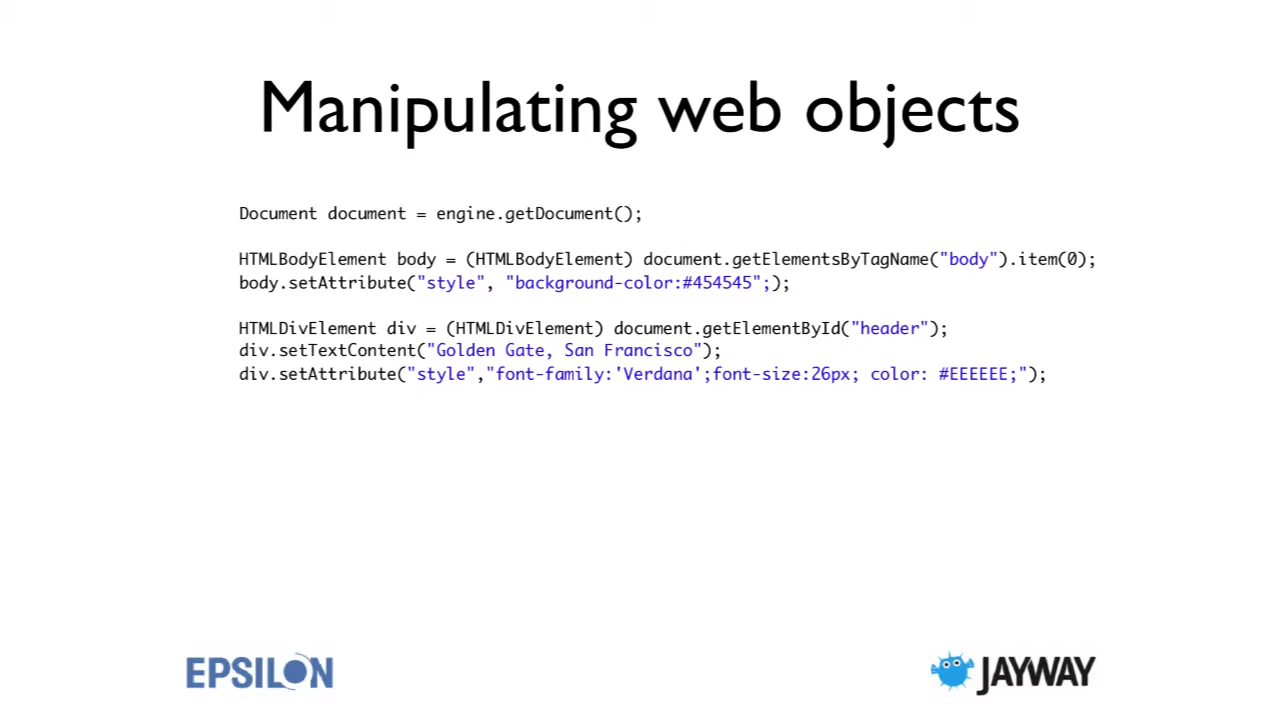 Manipulating web objects
Document document = engine.getDocument();
HTMLBodyElement body = (HTMLBodyElement) document.getElementsByTagName("body").item(0);
body.setAttribute("style", "background-color:#454545";);
HTMLDivElement div = (HTMLDivElement) document.getElementById("header");
div.setTextContent("Golden Gate, San Francisco");
div.setAttribute("style","font-family:'Verdana';font-size:26px; color: #EEEEEE;");
EPSILON
JAYWAY